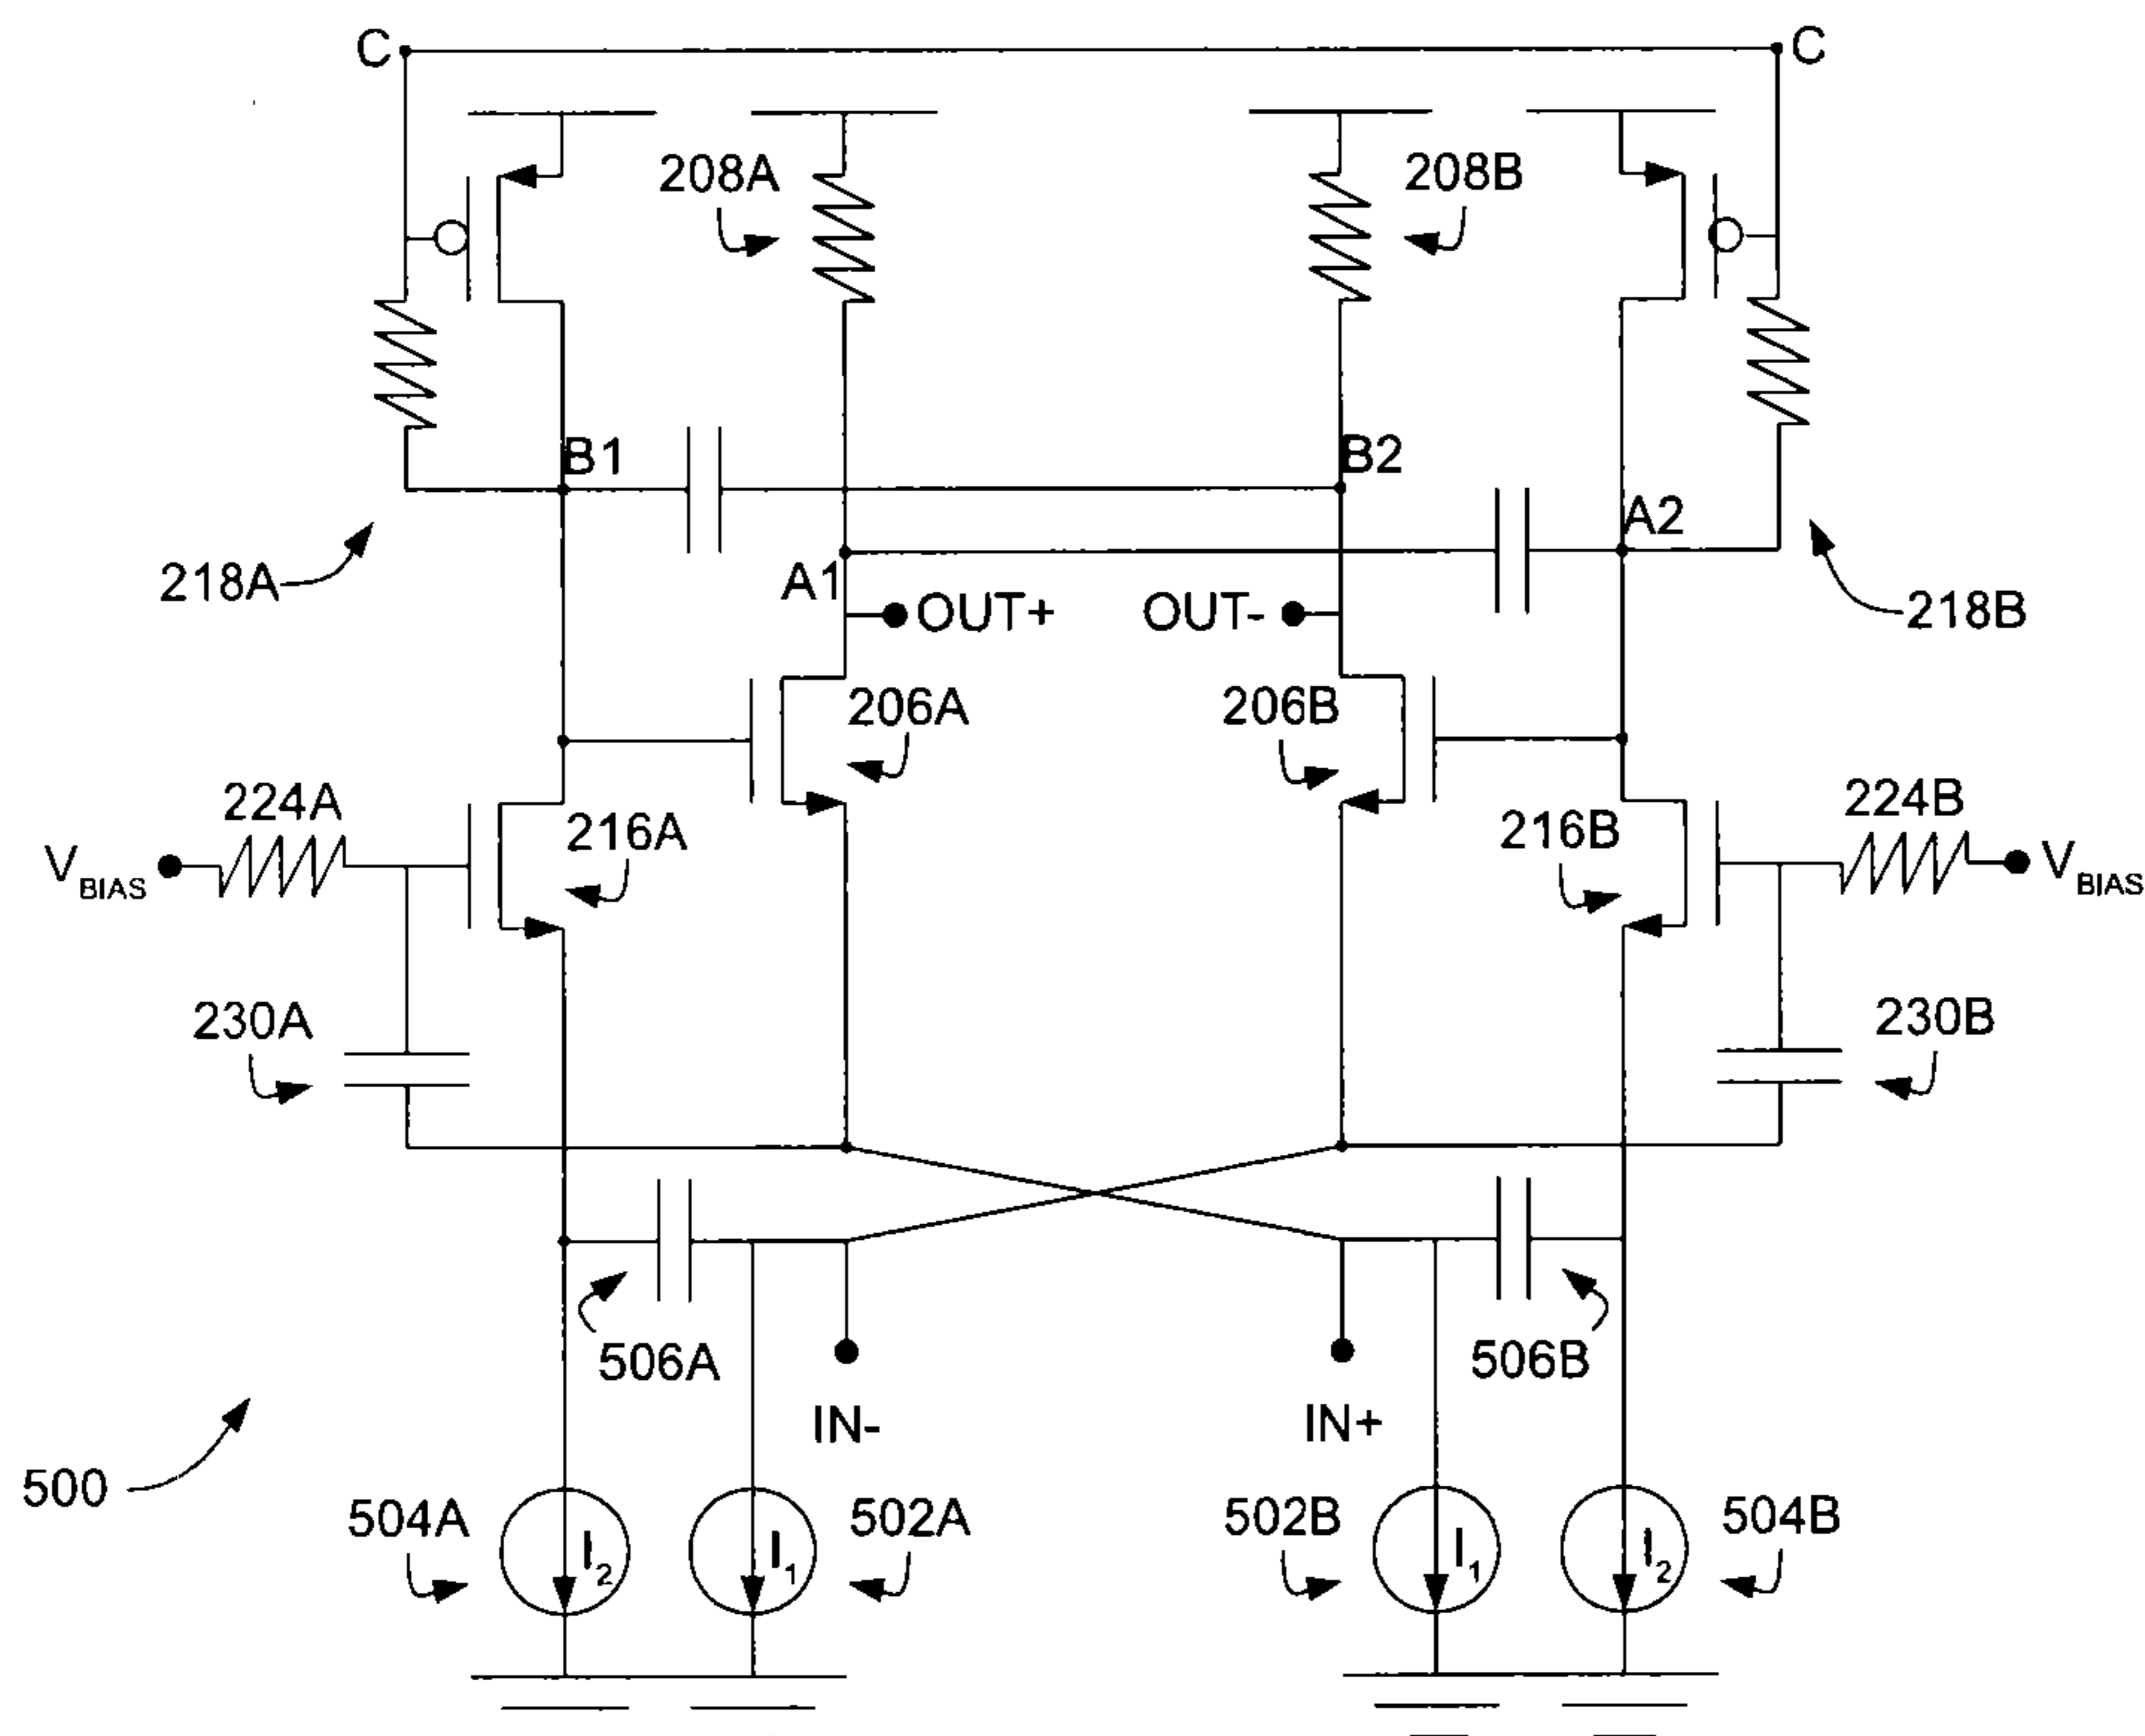 C C
208A 208B
B1 B2
A2
218A A1 OUT+ OUT- 218B
206A 206B
224A 216A 216B 224B
VBIAS VBIAS
230A 230B
506A 506B
IN- IN+
500
504A I2 I1 502A 502B I1 I2 504B